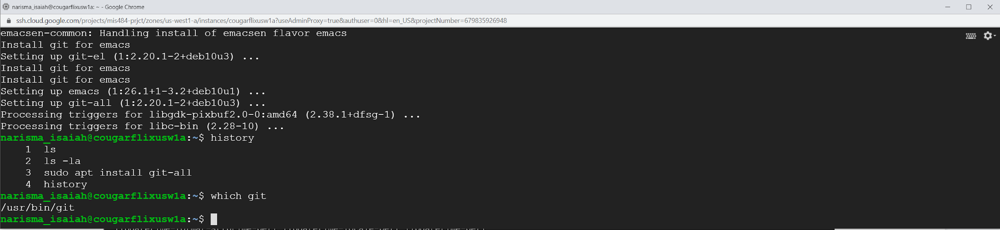 narisma_isaiah@cougarflixusw1a: ~ - Google Chrome
ssh.cloud.google.com/projects/mis484-prjct/zones/us-west1-a/instances/cougarflixusw1a?useAdminProxy=true&authuser=0&hl=en_US&projectNumber=679835926948
emacsen-common: Handling install of emacsen flavor emacs
Install git for emacs
Setting up git-el (1:2.20.1-2+deb10u3) ...
Install git for emacs
Install git for emacs
Setting up emacs (1:26.1+1-3.2+deb10u1) ...
Setting up git-all (1:2.20.1-2+deb10u3) ...
Processing triggers for libgdk-pixbuf2.0-0:amd64 (2.38.1+dfsg-1) ...
Processing triggers for libc-bin (2.28-10) ...
narisma_isaiah@cougarflixusw1a:~$ history
1 ls
2 ls -la
3 sudo apt install git-all
4 history
narisma_isaiah@cougarflixusw1a:~$ which git
/usr/bin/git
narisma_isaiah@cougarflixusw1a:~$